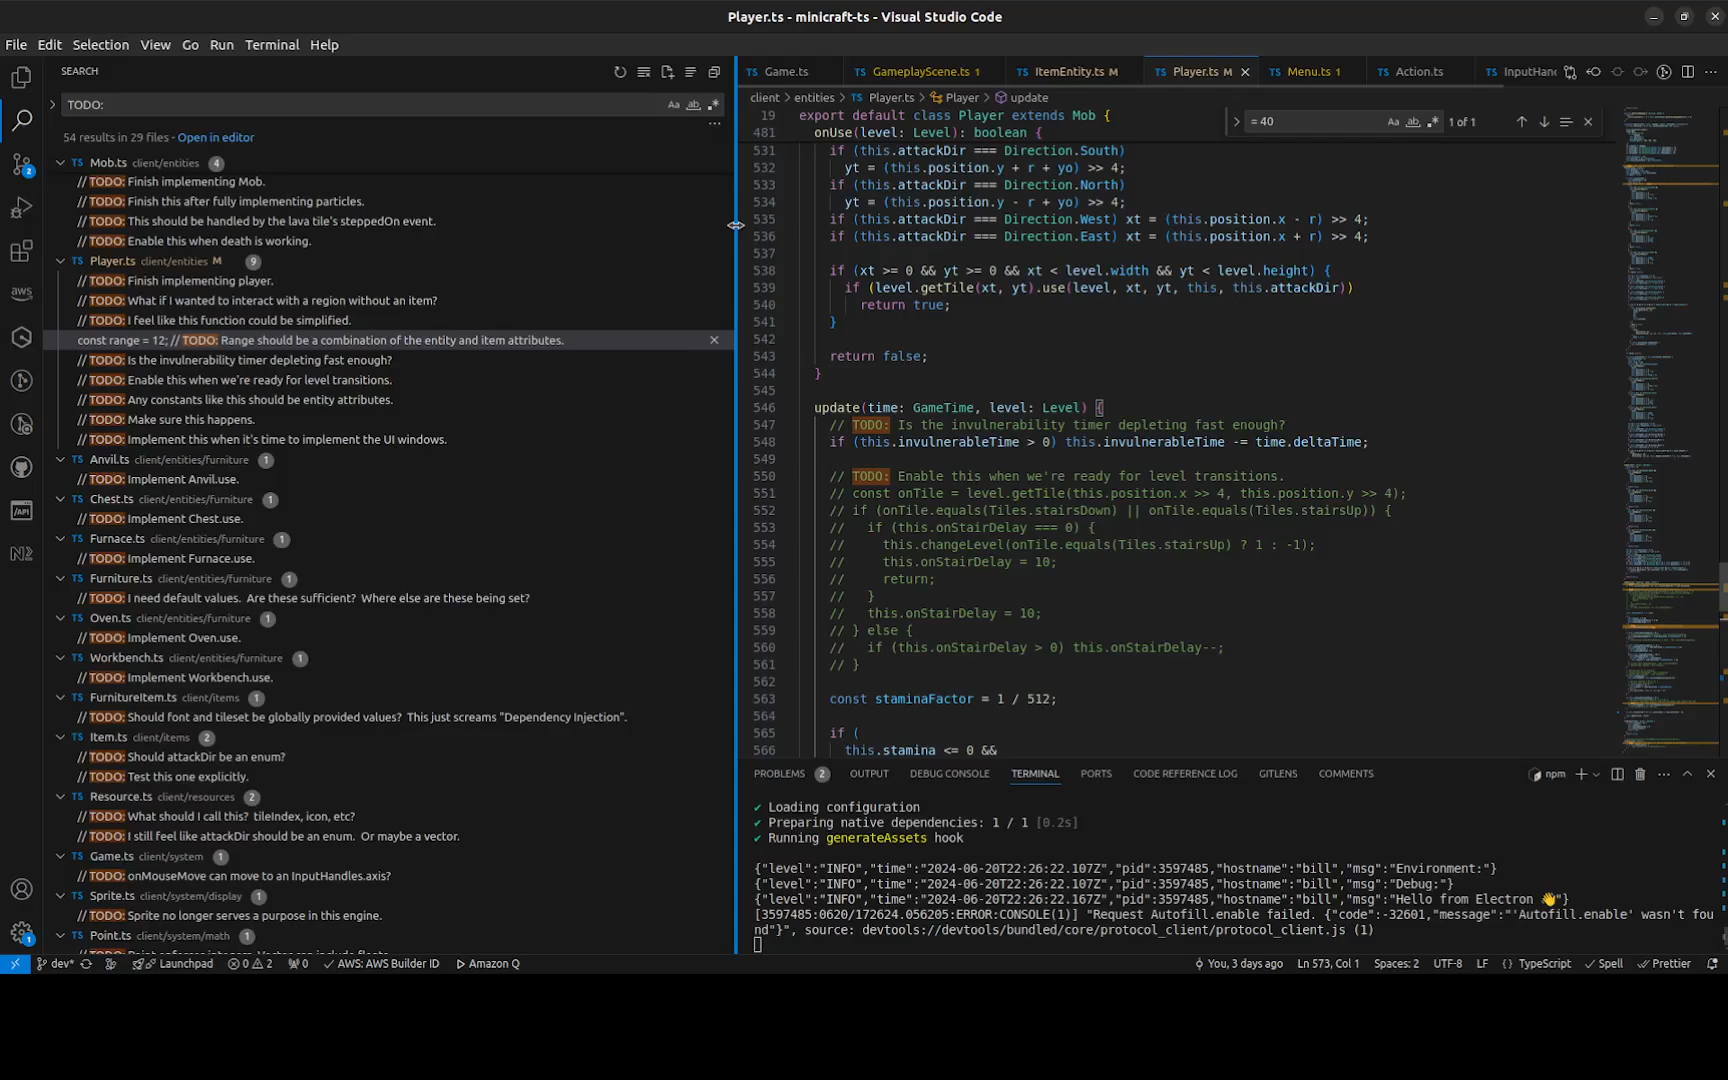 Player.ts - minicraft-ts - Visual Studio Code
File Edit Selection View Go Run Terminal Help
SEARCH
TODO:
54 results in 29 files - Open in editor
Mob.ts client/entities 4
// TODO: Finish implementing Mob.
// TODO: Finish this after fully implementing particles.
// TODO: This should be handled by the lava tile's steppedOn event.
// TODO: Enable this when death is working.
Player.ts client/entities M 9
// TODO: Finish implementing player.
// TODO: What if I wanted to interact with a region without an item?
// TODO: I feel like this function could be simplified.
const range = 12; // TODO: Range should be a combination of the entity and item attributes.
// TODO: Is the invulnerability timer depleting fast enough?
// TODO: Enable this when we're ready for level transitions.
// TODO: Any constants like this should be entity attributes.
// TODO: Make sure this happens.
// TODO: Implement this when it's time to implement the UI windows.
Anvil.ts client/entities/furniture 1
// TODO: Implement Anvil.use.
Chest.ts client/entities/furniture 1
// TODO: Implement Chest.use.
Furnace.ts client/entities/furniture 1
// TODO: Implement Furnace.use.
Furniture.ts client/entities/furniture 1
// TODO: I need default values. Are these sufficient? Where else are these being set?
Oven.ts client/entities/furniture 1
// TODO: Implement Oven.use.
Workbench.ts client/entities/furniture 1
// TODO: Implement Workbench.use.
FurnitureItem.ts client/items 1
// TODO: Should font and tileset be globally provided values? This just screams "Dependency Injection".
Item.ts client/items 2
// TODO: Should attackDir be an enum?
// TODO: Test this one explicitly.
Resource.ts client/resources 2
// TODO: What should I call this? tileIndex, icon, etc?
// TODO: I still feel like attackDir should be an enum. Or maybe a vector.
Game.ts client/system 1
// TODO: onMouseMove can move to an InputHandles.axis?
Sprite.ts client/system/display 1
// TODO: Sprite no longer serves a purpose in this engine.
Point.ts client/system/math 1
TS Game.ts TS GameplayScene.ts 1 TS ItemEntity.ts M TS Player.ts M TS Menu.ts 1 TS Action.ts TS InputHan
client > entities > TS Player.ts > Player > update
= 40 Aa ab 1 of 1
19 export default class Player extends Mob {
481 onUse(level: Level): boolean {
531 if (this.attackDir === Direction.South)
532 yt = (this.position.y + r + yo) >> 4;
533 if (this.attackDir === Direction.North)
534 yt = (this.position.y - r + yo) >> 4;
535 if (this.attackDir === Direction.West) xt = (this.position.x - r) >> 4;
536 if (this.attackDir === Direction.East) xt = (this.position.x + r) >> 4;
537
538 if (xt >= 0 && yt >= 0 && xt < level.width && yt < level.height) {
539 if (level.getTile(xt, yt).use(level, xt, yt, this, this.attackDir))
540 return true;
541 }
542
543 return false;
544 }
545
546 update(time: GameTime, level: Level) {
547 // TODO: Is the invulnerability timer depleting fast enough?
548 if (this.invulnerableTime > 0) this.invulnerableTime -= time.deltaTime;
549
550 // TODO: Enable this when we're ready for level transitions.
551 // const onTile = level.getTile(this.position.x >> 4, this.position.y >> 4);
552 // if (onTile.equals(Tiles.stairsDown) || onTile.equals(Tiles.stairsUp)) {
553 // if (this.onStairDelay === 0) {
554 // this.changeLevel(onTile.equals(Tiles.stairsUp) ? 1 : -1);
555 // this.onStairDelay = 10;
556 // return;
557 // }
558 // this.onStairDelay = 10;
559 // } else {
560 // if (this.onStairDelay > 0) this.onStairDelay--;
561 // }
562
563 const staminaFactor = 1 / 512;
564
565 if (
566 this.stamina <= 0 &&
PROBLEMS 2 OUTPUT DEBUG CONSOLE TERMINAL PORTS CODE REFERENCE LOG GITLENS COMMENTS npm
✔ Loading configuration
✔ Preparing native dependencies: 1 / 1 [0.2s]
✔ Running generateAssets hook
{"level":"INFO","time":"2024-06-20T22:26:22.107Z","pid":3597485,"hostname":"bill","msg":"Environment:"}
{"level":"INFO","time":"2024-06-20T22:26:22.107Z","pid":3597485,"hostname":"bill","msg":"Debug:"}
{"level":"INFO","time":"2024-06-20T22:26:22.167Z","pid":3597485,"hostname":"bill","msg":"Hello from Electron 👋"}
[3597485:0620/172624.056205:ERROR:CONSOLE(1)] "Request Autofill.enable failed. {"code":-32601,"message":"'Autofill.enable' wasn't fou
nd"}", source: devtools://devtools/bundled/core/protocol_client/protocol_client.js (1)
dev* Launchpad 0 2 0 AWS: AWS Builder ID Amazon Q You, 3 days ago Ln 573, Col 1 Spaces: 2 UTF-8 LF {} TypeScript Spell Prettier